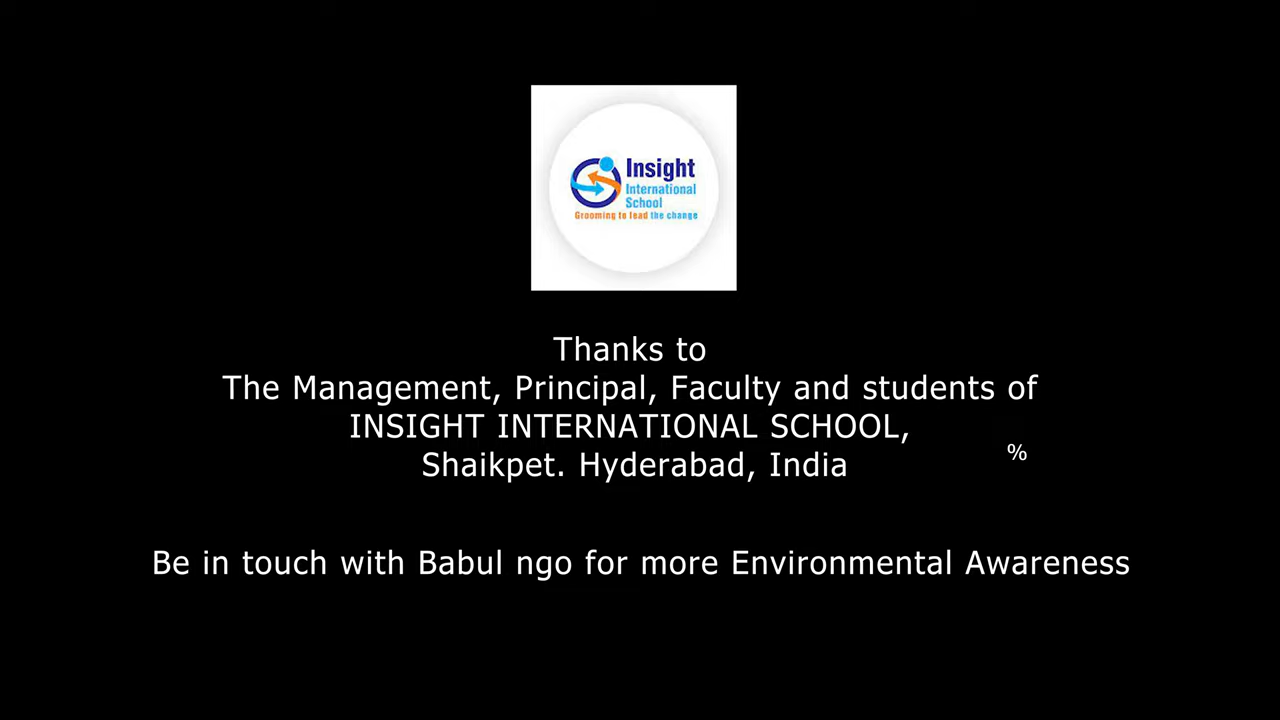 Insight
International
School
Grooming to lead the change
Thanks to
The Management, Principal, Faculty and students of
INSIGHT INTERNATIONAL SCHOOL,
Shaikpet. Hyderabad, India
%
Be in touch with Babul ngo for more Environmental Awareness